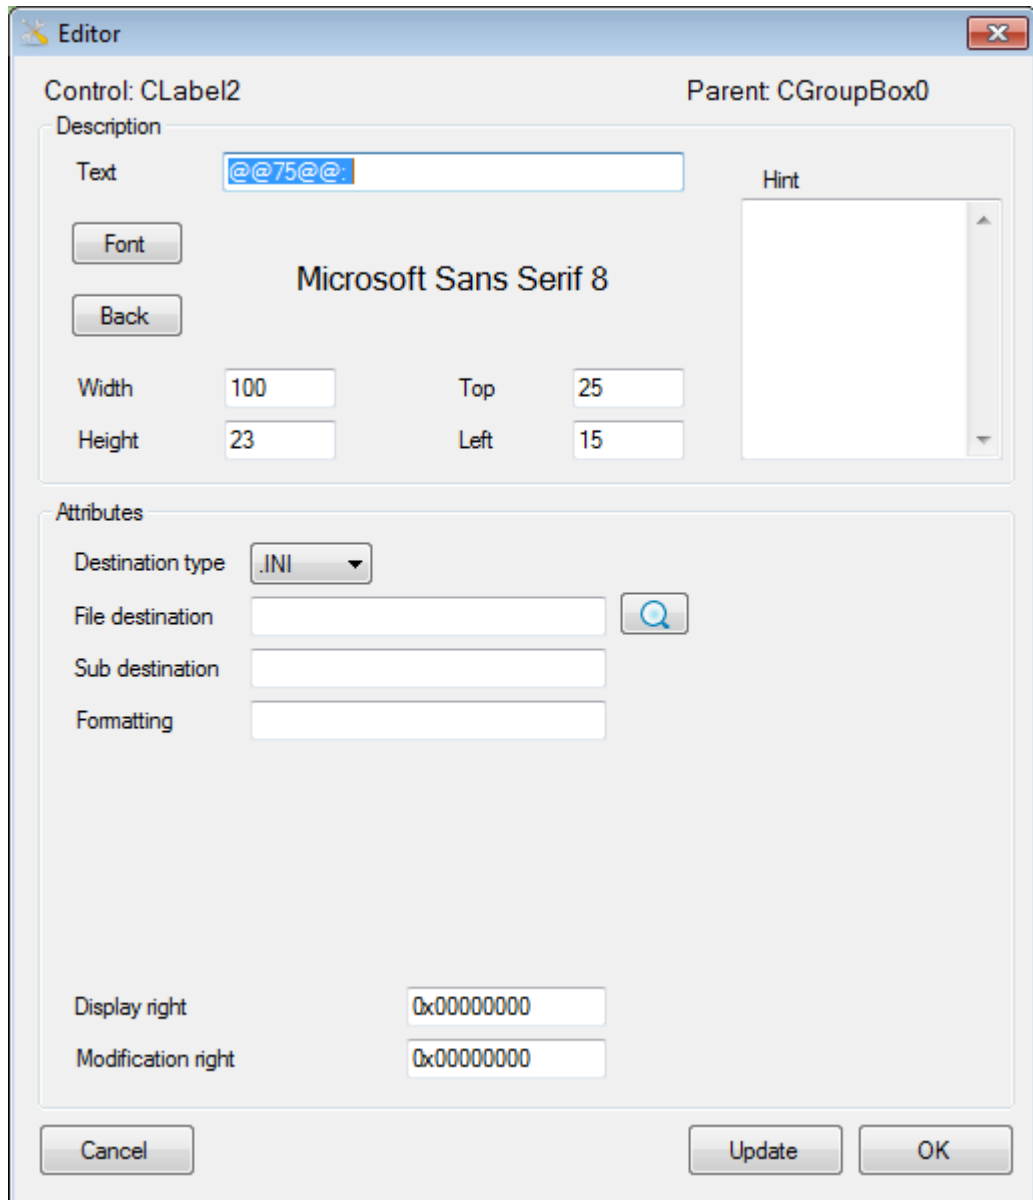 Editor
Control: CLabel2 Parent: CGroupBox0
Description
Text @@75@@:
Hint
Font
Microsoft Sans Serif 8
Back
Width 100 Top 25
Height 23 Left 15
Attributes
Destination type .INI
File destination
Sub destination
Formatting
Display right 0x00000000
Modification right 0x00000000
Cancel Update OK